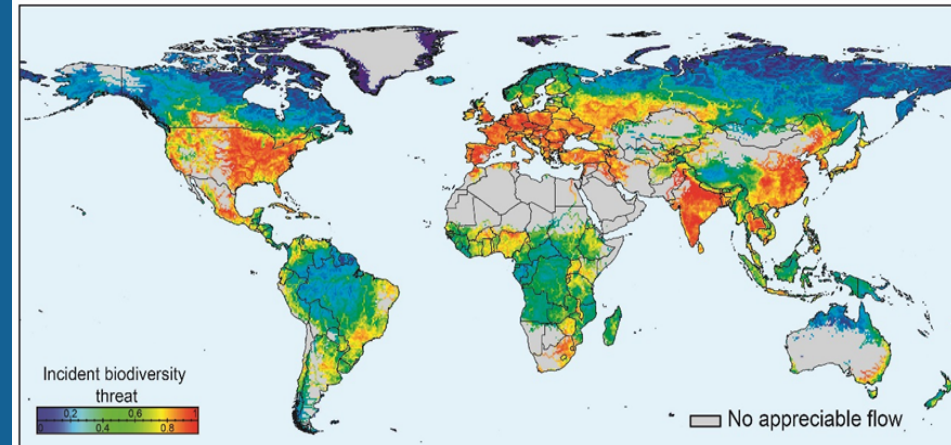 Incident biodiversity
threat
0,2 0,6 1
0 0.4 0.8
No appreciable flow